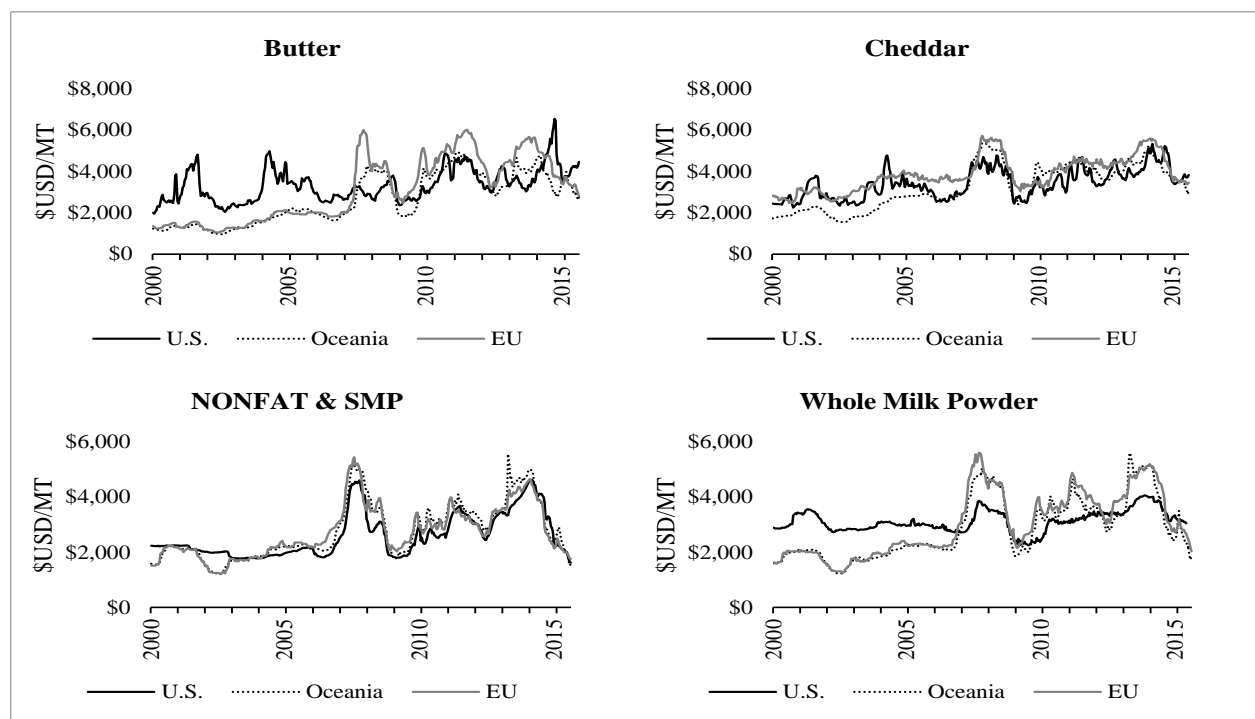 Butter
$USD/MT
$8,000
$6,000
$4,000
$2,000
$0
2000
2005
2010
2015
U.S. Oceania EU
Cheddar
$USD/MT
$8,000
$6,000
$4,000
$2,000
$0
2000
2005
2010
2015
U.S. Oceania EU
NONFAT & SMP
$USD/MT
$6,000
$4,000
$2,000
$0
2000
2005
2010
2015
U.S. Oceania EU
Whole Milk Powder
$USD/MT
$6,000
$4,000
$2,000
$0
2000
2005
2010
2015
U.S. Oceania EU